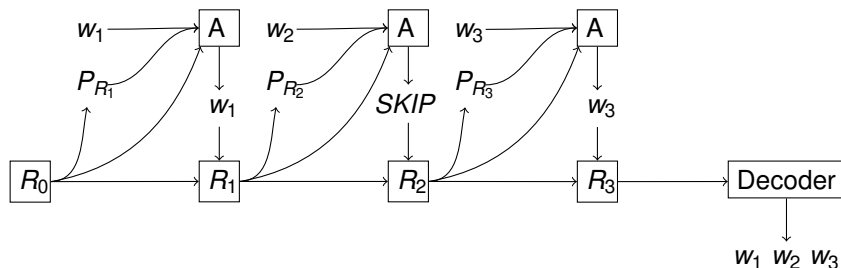 w₁ A w₂ A w₃ A
P_R₁ P_R₂ P_R₃
w₁ SKIP w₃
R₀ R₁ R₂ R₃ Decoder
w₁ w₂ w₃